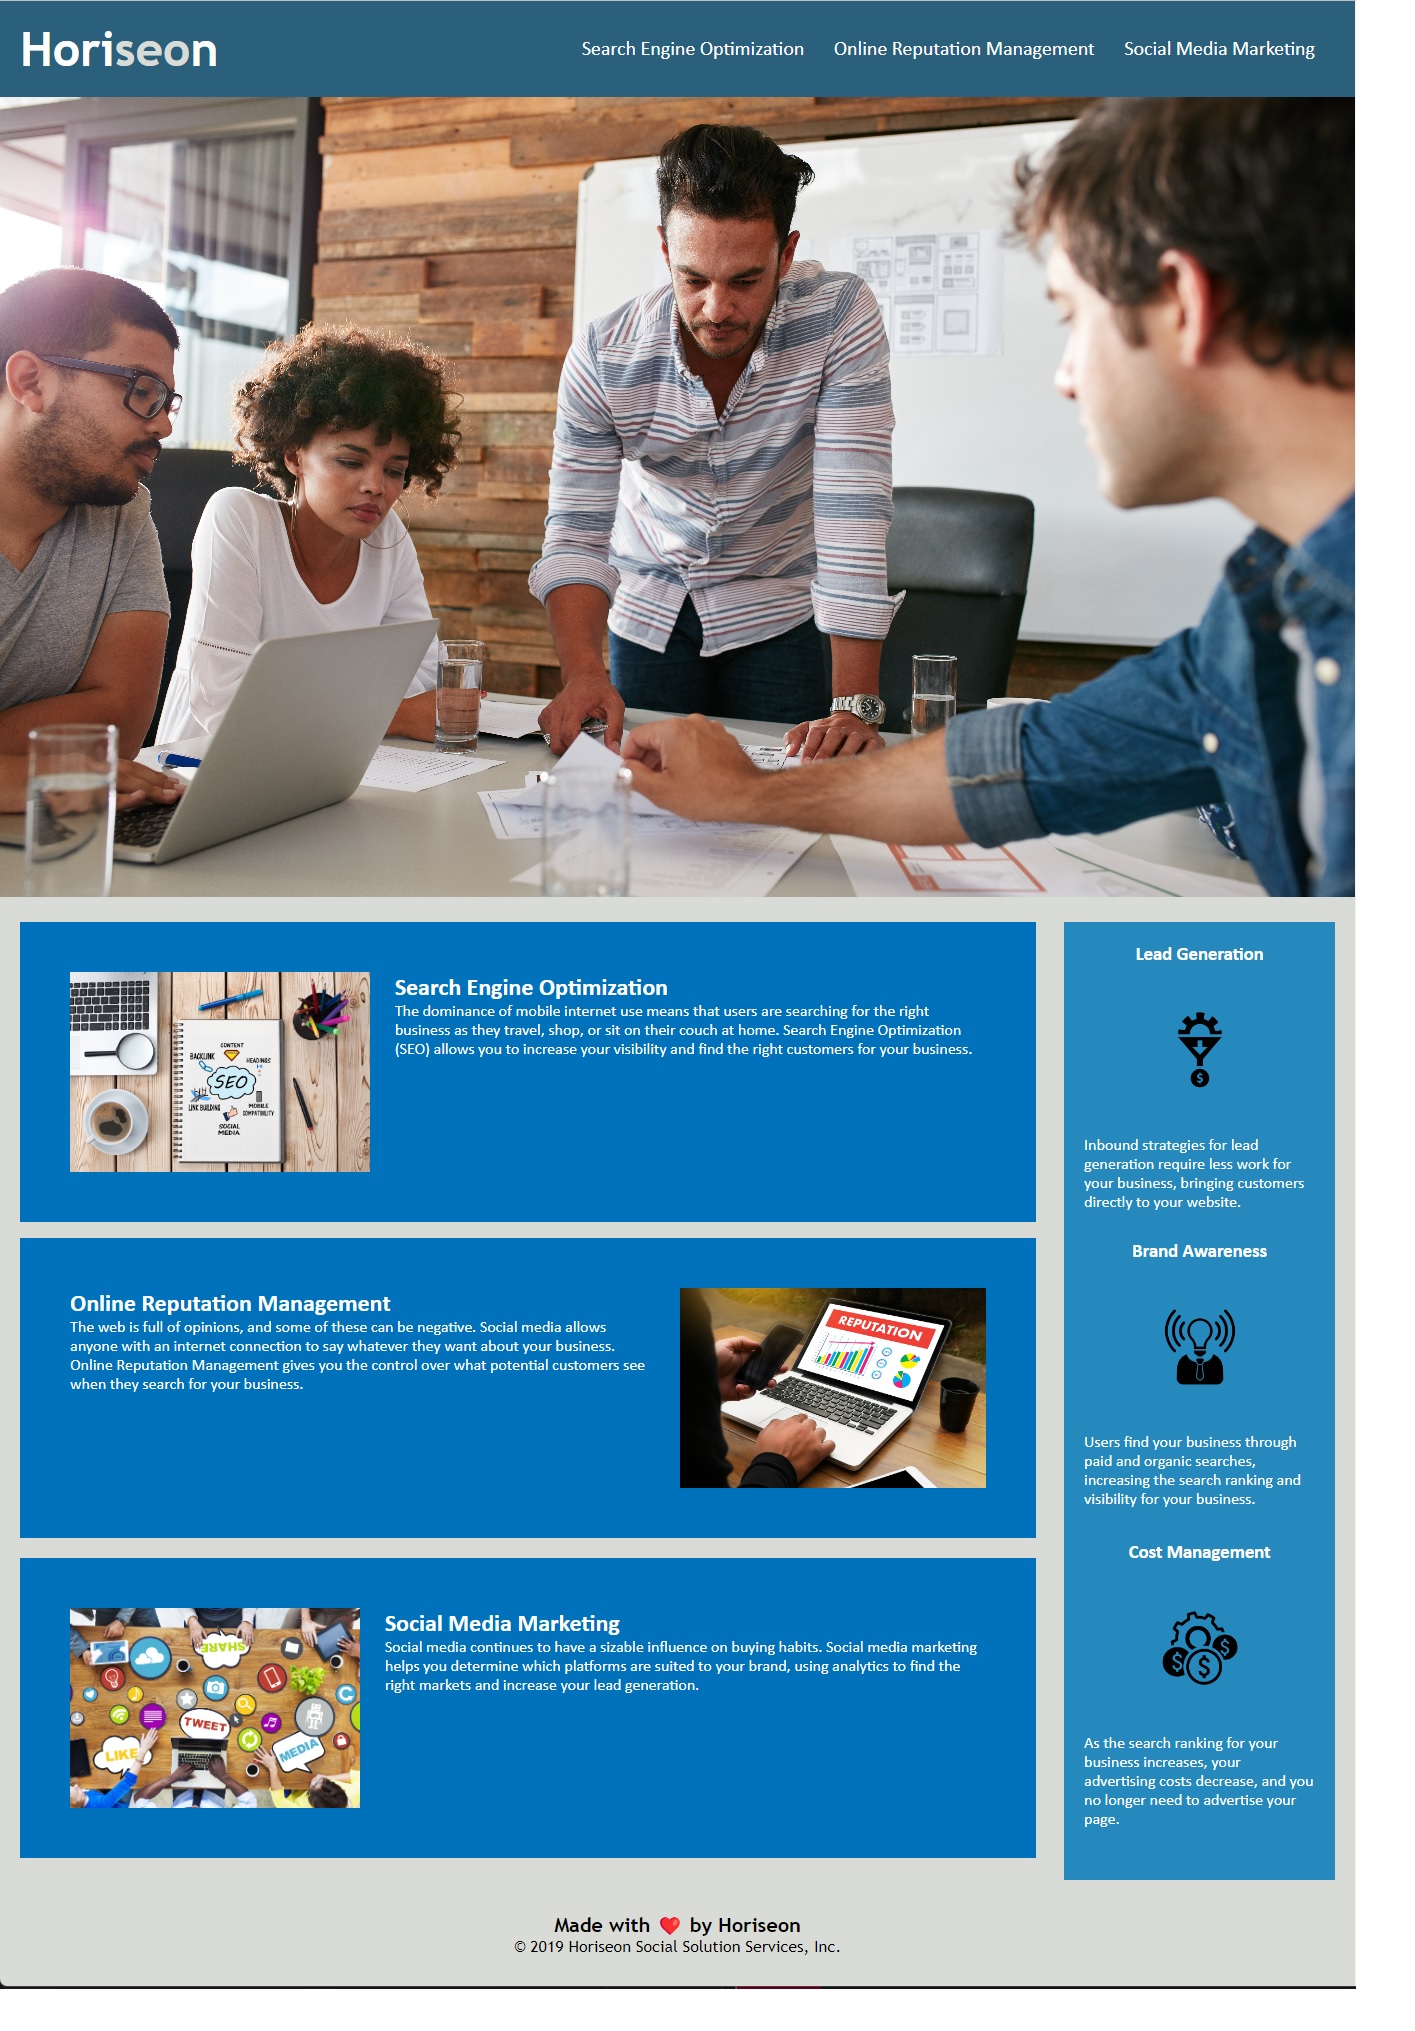 Horiseon
Search Engine Optimization
Online Reputation Management
Social Media Marketing
CONTENT
BACKLINK
HEADINGS
SEO
LINK BUILDING
MOBILE
COMPATIBILITY
SOCIAL
MEDIA
Search Engine Optimization
The dominance of mobile internet use means that users are searching for the right
business as they travel, shop, or sit on their couch at home. Search Engine Optimization
(SEO) allows you to increase your visibility and find the right customers for your business.
Online Reputation Management
The web is full of opinions, and some of these can be negative. Social media allows
anyone with an internet connection to say whatever they want about your business.
Online Reputation Management gives you the control over what potential customers see
when they search for your business.
REPUTATION
SHARE
TWEET
LIKE
MEDIA
Social Media Marketing
Social media continues to have a sizable influence on buying habits. Social media marketing
helps you determine which platforms are suited to your brand, using analytics to find the
right markets and increase your lead generation.
Lead Generation
$
Inbound strategies for lead
generation require less work for
your business, bringing customers
directly to your website.
Brand Awareness
Users find your business through
paid and organic searches,
increasing the search ranking and
visibility for your business.
Cost Management
$ $ $
As the search ranking for your
business increases, your
advertising costs decrease, and you
no longer need to advertise your
page.
Made with ❤️ by Horiseon
© 2019 Horiseon Social Solution Services, Inc.